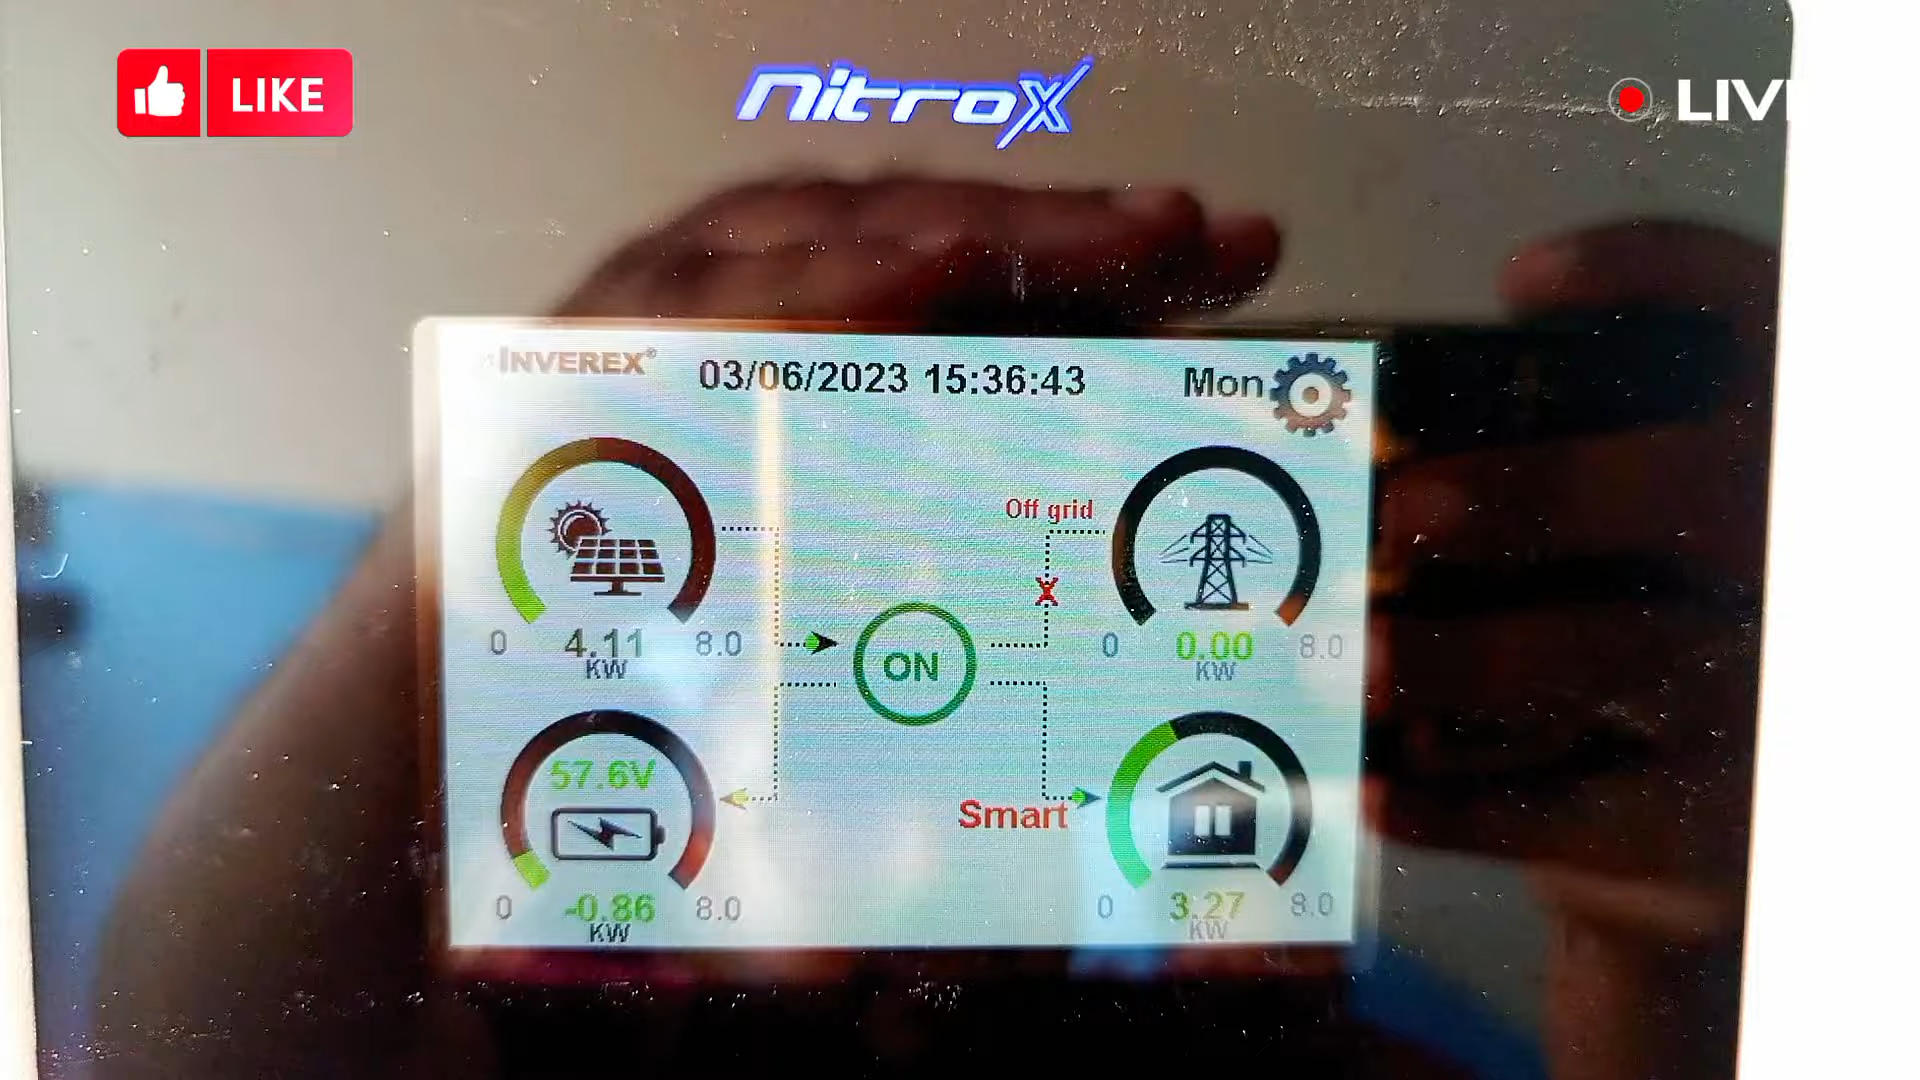 LIKE
nitrox
LIV
INVEREX®
03/06/2023 15:36:43
Mon
Off grid
0
4.11
8.0
KW
0
0.00
8.0
KW
ON
57.6V
Smart
0
-0.86
8.0
KW
0
3.27
8.0
KW